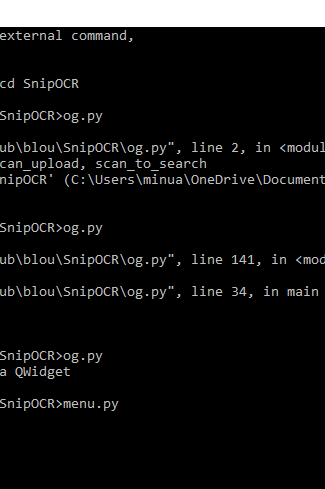 external command,
cd SnipOCR
SnipOCR>og.py
ub\blou\SnipOCR\og.py", line 2, in <modul
can_upload, scan_to_search
nipOCR' (C:\Users\minua\OneDrive\Document
SnipOCR>og.py
ub\blou\SnipOCR\og.py", line 141, in <mod
ub\blou\SnipOCR\og.py", line 34, in main
SnipOCR>og.py
a QWidget
SnipOCR>menu.py